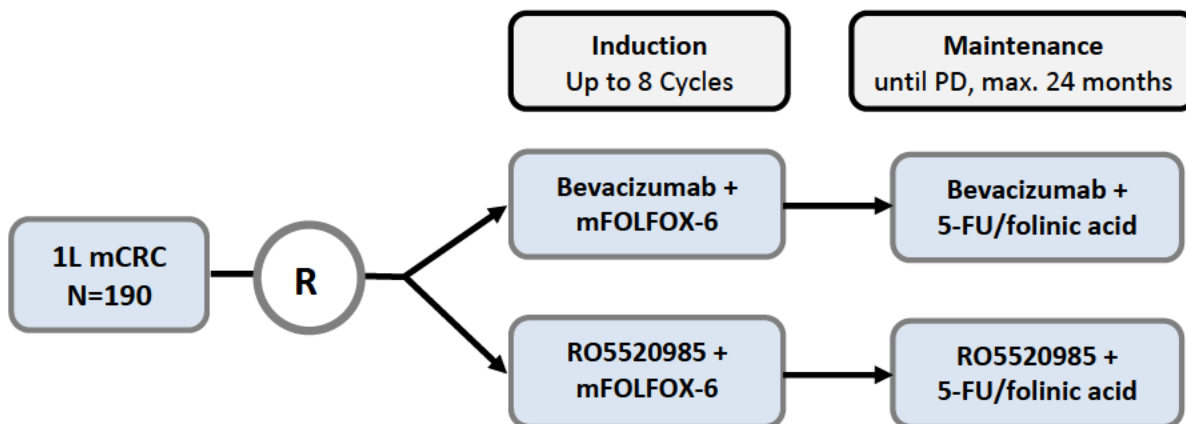 Induction
Up to 8 Cycles
Maintenance
until PD, max. 24 months
1L mCRC
N=190
R
Bevacizumab +
mFOLFOX-6
Bevacizumab +
5-FU/folinic acid
RO5520985 +
mFOLFOX-6
RO5520985 +
5-FU/folinic acid